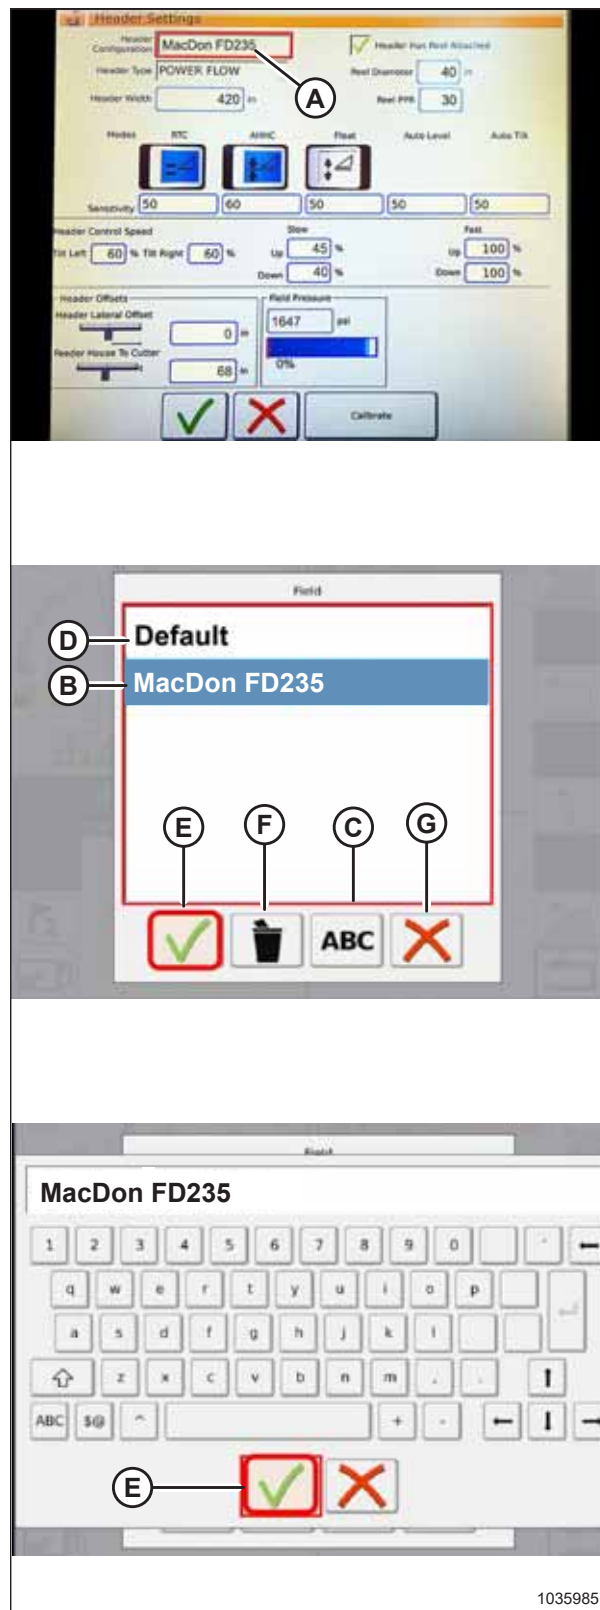 Header Settings
Header Configuration MacDon FD235 Header Has Reel Attached
A
Header Type POWER FLOW Reel Diameter 40 in
Header Width 420 in Reel PPR 30
Modes RTC AHHC Float Auto Level Auto Tilt
Sensitivity 50 60 50 50 50
Header Control Speed Slow Fast
Tilt Left 60 % Tilt Right 60 % Up 45 % Up 100 %
Down 40 % Down 100 %
Header Offsets Field Pressure
Header Lateral Offset
0 in 1647 psi
Feeder House To Cutter
68 in 0%
Calibrate
Field
D Default
B MacDon FD235
E F C G
ABC
Field
MacDon FD235
1 2 3 4 5 6 7 8 9 0 '
q w e r t y u i o p
a s d f g h j k l
z x c v b n m , .
ABC $@ ^ + -
E
1035985